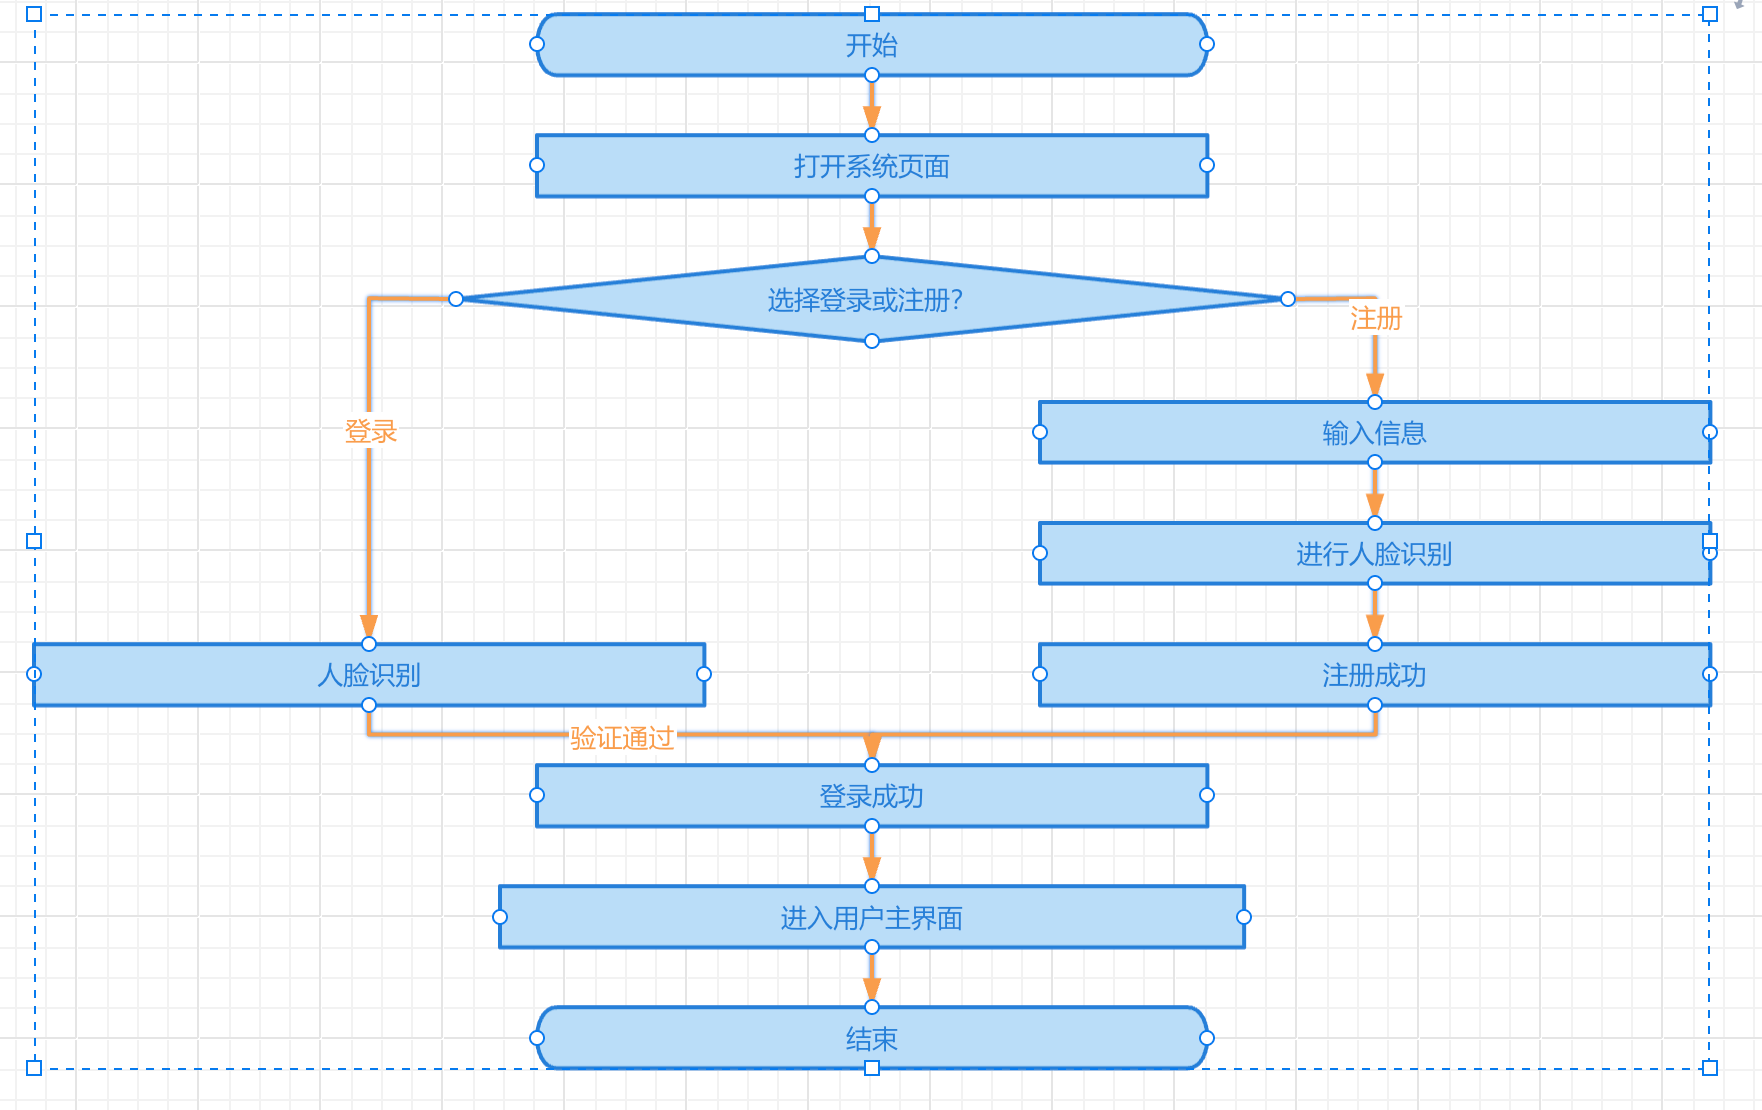 开始
打开系统页面
选择登录或注册？
注册
登录
输入信息
进行人脸识别
人脸识别
注册成功
验证通过
登录成功
进入用户主界面
结束